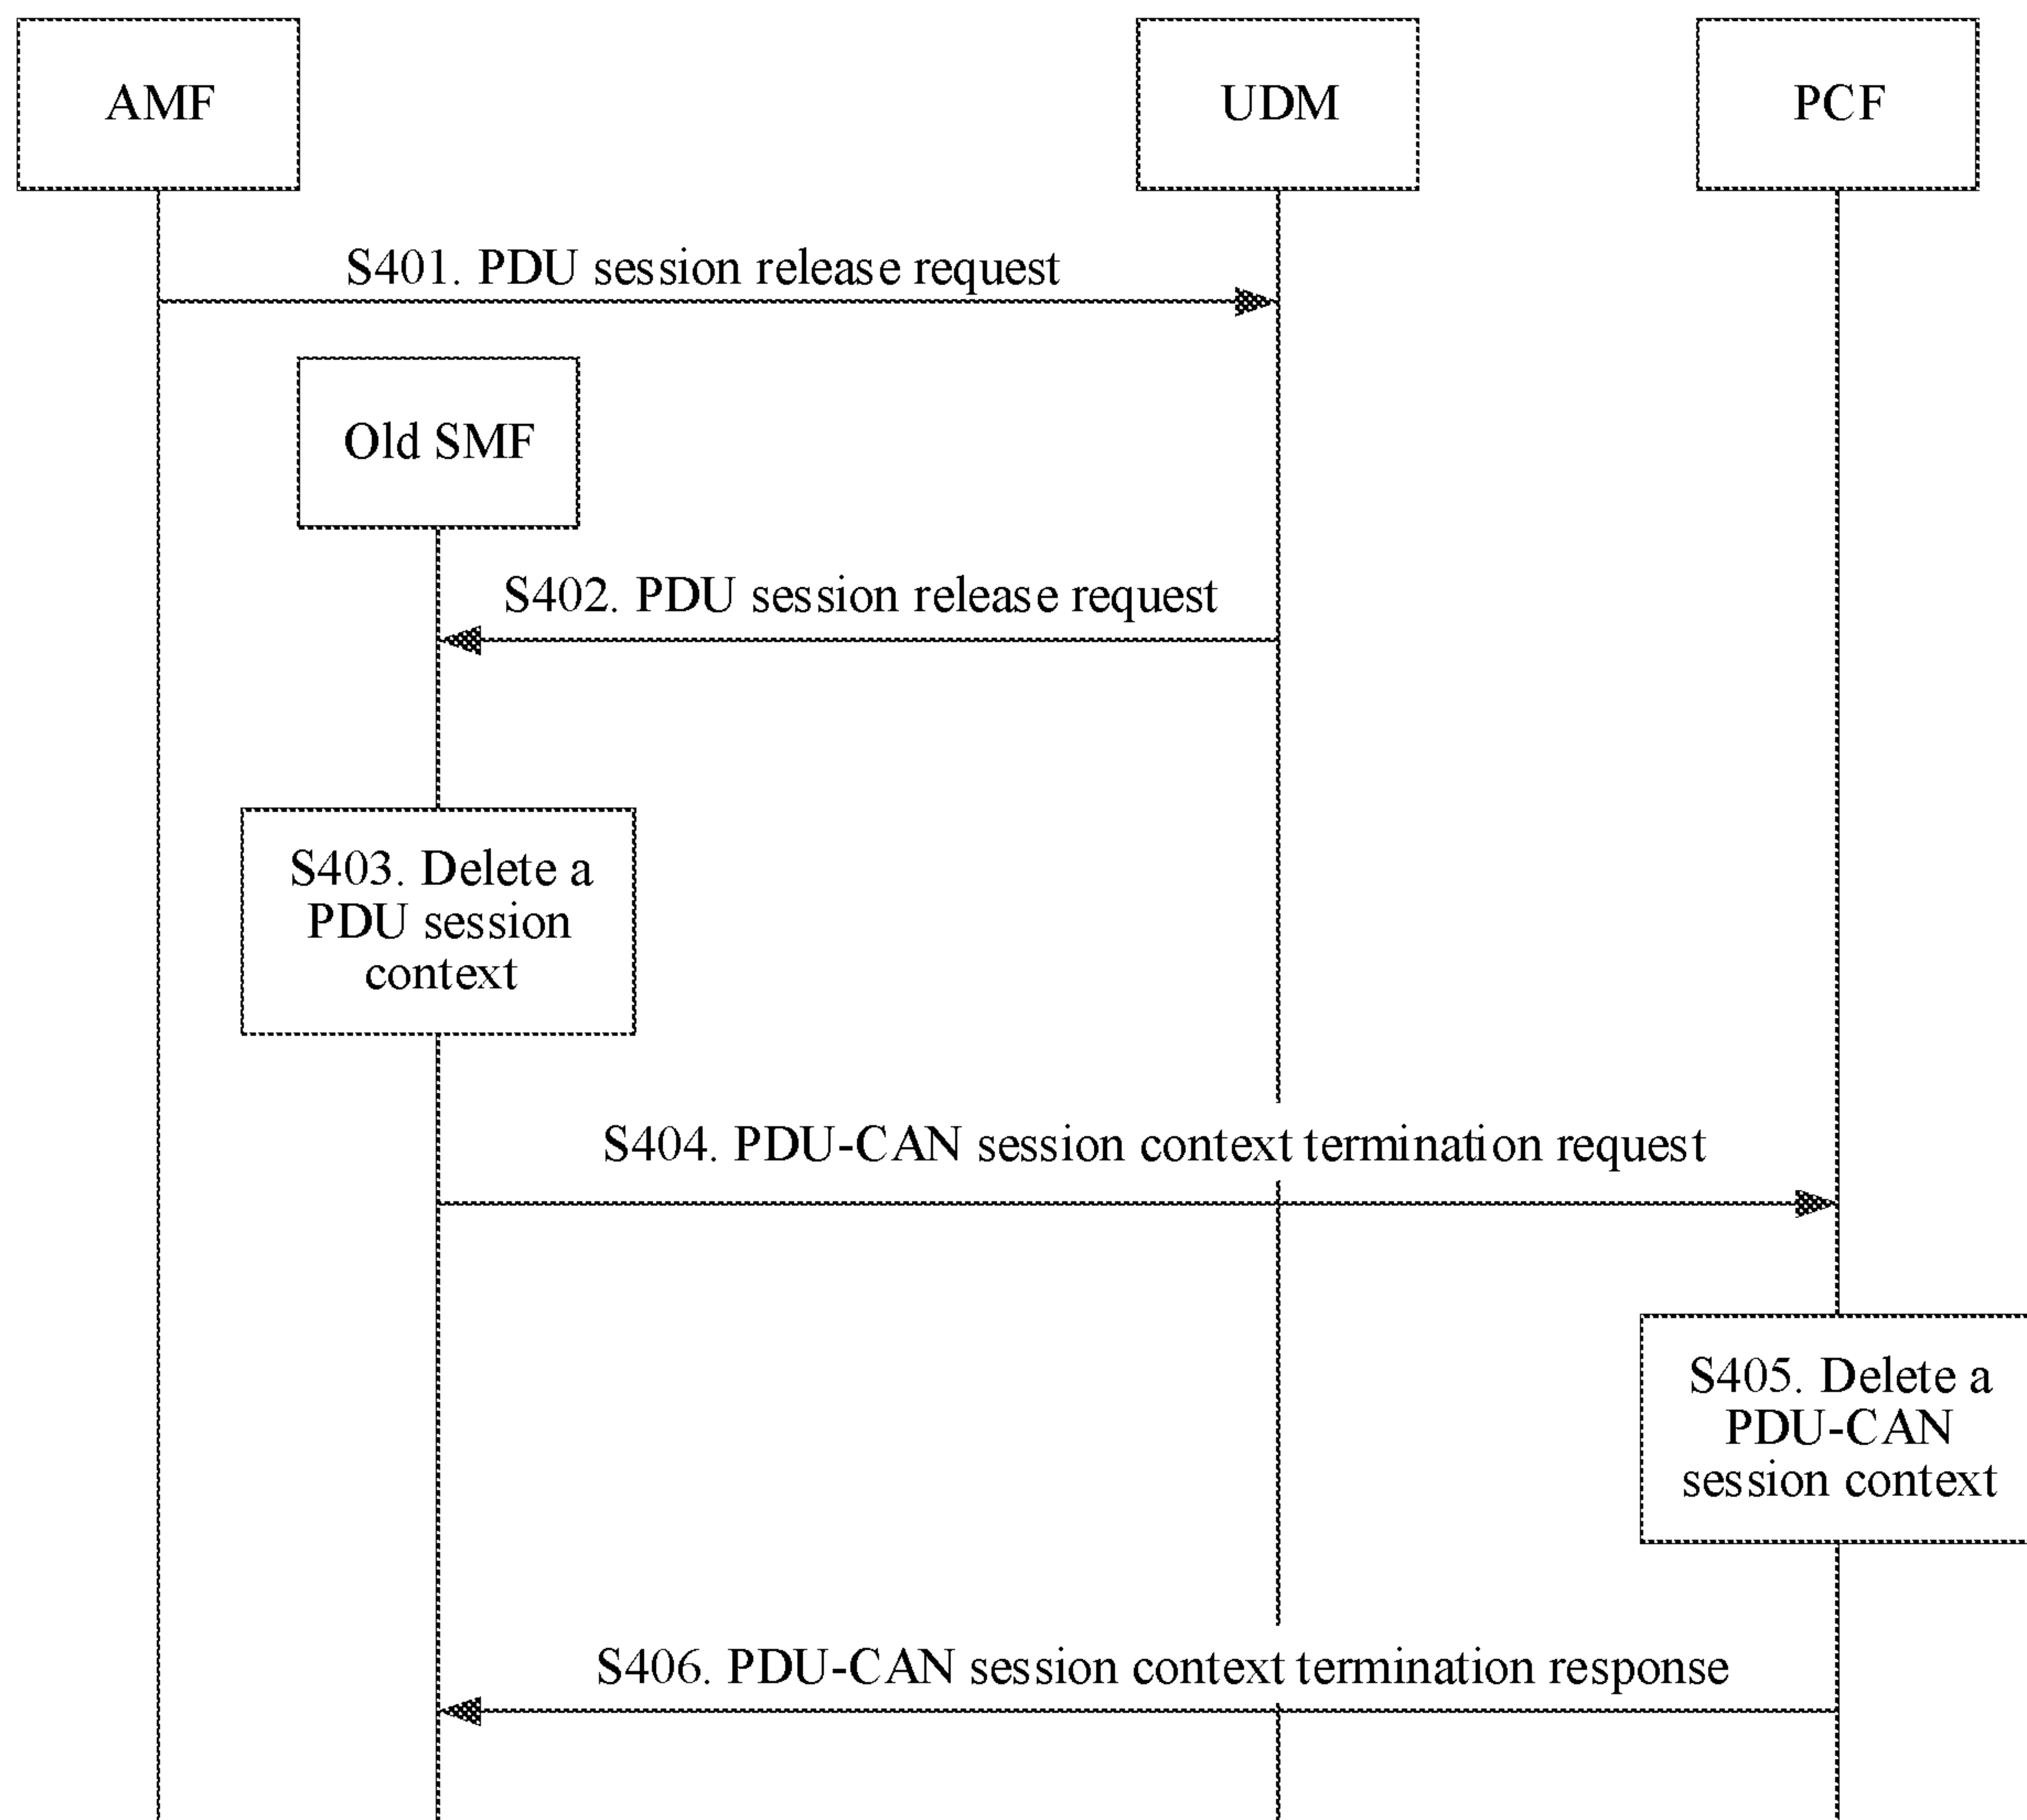 AMF
UDM
PCF
S401. PDU session release request
Old SMF
S402. PDU session release request
S403. Delete a
PDU session
context
S404. PDU-CAN session context termination request
S405. Delete a
PDU-CAN
session context
S406. PDU-CAN session context termination response